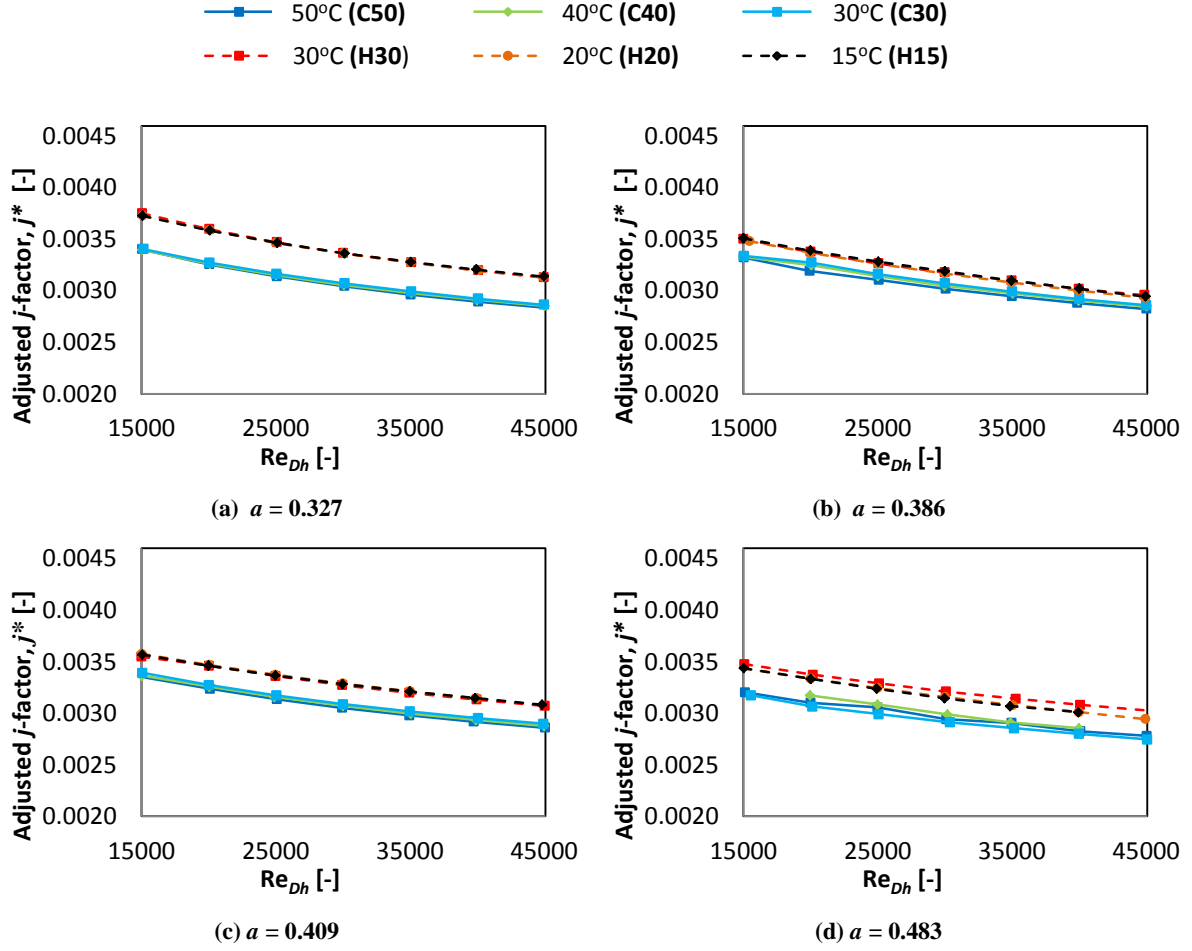 50°C (C50) 40°C (C40) 30°C (C30)
30°C (H30) 20°C (H20) 15°C (H15)
Adjusted j-factor, j* [-]
0.0045
0.0040
0.0035
0.0030
0.0025
0.0020
15000 25000 35000 45000
Re_Dh [-]
(a) a = 0.327
Adjusted j-factor, j* [-]
0.0045
0.0040
0.0035
0.0030
0.0025
0.0020
15000 25000 35000 45000
Re_Dh [-]
(b) a = 0.386
Adjusted j-factor, j* [-]
0.0045
0.0040
0.0035
0.0030
0.0025
0.0020
15000 25000 35000 45000
Re_Dh [-]
(c) a = 0.409
Adjusted j-factor, j* [-]
0.0045
0.0040
0.0035
0.0030
0.0025
0.0020
15000 25000 35000 45000
Re_Dh [-]
(d) a = 0.483